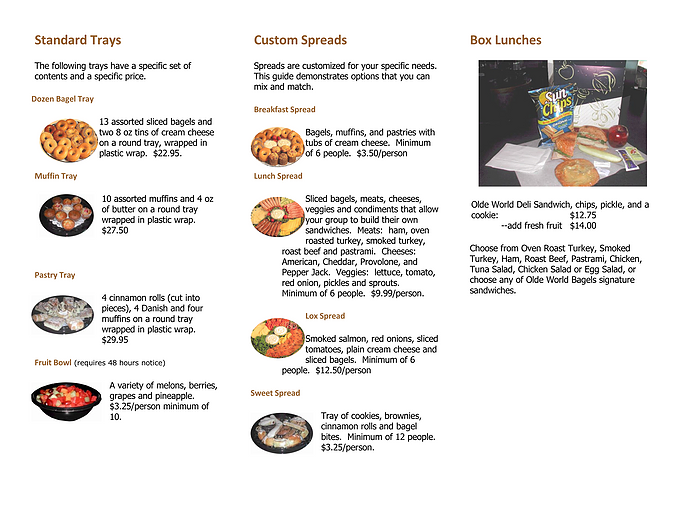 Standard Trays
The following trays have a specific set of
contents and a specific price.
Dozen Bagel Tray
13 assorted sliced bagels and
two 8 oz tins of cream cheese
on a round tray, wrapped in
plastic wrap.  $22.95.
Muffin Tray
10 assorted muffins and 4 oz
of butter on a round tray
wrapped in plastic wrap.
$27.50
Pastry Tray
4 cinnamon rolls (cut into
pieces), 4 Danish and four
muffins on a round tray
wrapped in plastic wrap.
$29.95
Fruit Bowl (requires 48 hours notice)
A variety of melons, berries,
grapes and pineapple.
$3.25/person minimum of
10.
Custom Spreads
Spreads are customized for your specific needs.
This guide demonstrates options that you can
mix and match.
Breakfast Spread
Bagels, muffins, and pastries with
tubs of cream cheese.  Minimum
of 6 people.  $3.50/person
Lunch Spread
Sliced bagels, meats, cheeses,
veggies and condiments that allow
your group to build their own
sandwiches.  Meats:  ham, oven
roasted turkey, smoked turkey,
roast beef and pastrami.  Cheeses:
American, Cheddar, Provolone, and
Pepper Jack.  Veggies:  lettuce, tomato,
red onion, pickles and sprouts.
Minimum of 6 people.  $9.99/person.
Lox Spread
Smoked salmon, red onions, sliced
tomatoes, plain cream cheese and
sliced bagels.  Minimum of 6
people.  $12.50/person
Sweet Spread
Tray of cookies, brownies,
cinnamon rolls and bagel
bites.  Minimum of 12 people.
$3.25/person.
Box Lunches
Sun
Chips
Olde World Deli Sandwich, chips, pickle, and a
cookie: $12.75
--add fresh fruit $14.00
Choose from Oven Roast Turkey, Smoked
Turkey, Ham, Roast Beef, Pastrami, Chicken,
Tuna Salad, Chicken Salad or Egg Salad, or
choose any of Olde World Bagels signature
sandwiches.